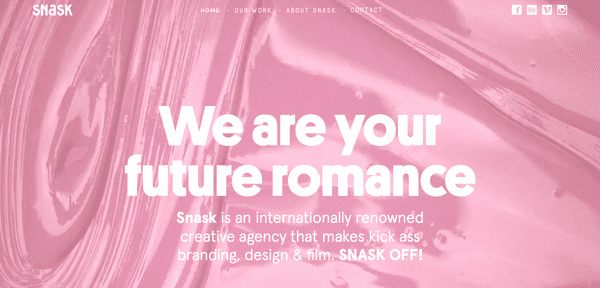 snask
HOME · OUR WORK · ABOUT SNASK · CONTACT
We are your
future romance
Snask is an internationally renowned
creative agency that makes kick ass
branding, design & film. SNASK OFF!